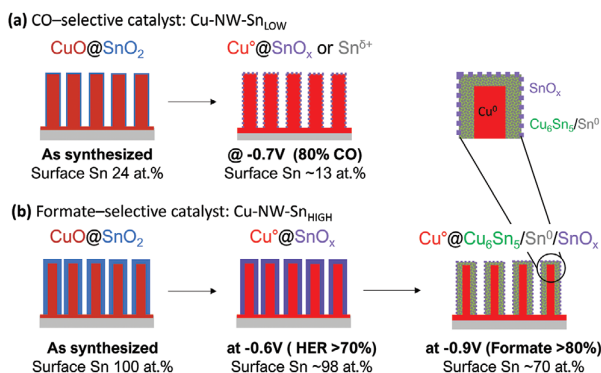 (a) CO–selective catalyst: Cu-NW-SnLOW
CuO@SnO2
Cu°@SnOx or Snδ+
As synthesized
Surface Sn 24 at.%
@ -0.7V (80% CO)
Surface Sn ~13 at.%
Cu0
SnOx
Cu6Sn5/Sn0
(b) Formate–selective catalyst: Cu-NW-SnHIGH
CuO@SnO2
Cu°@SnOx
Cu°@Cu6Sn5/Sn0/SnOx
As synthesized
Surface Sn 100 at.%
at -0.6V ( HER >70%)
Surface Sn ~98 at.%
at -0.9V (Formate >80%)
Surface Sn ~70 at.%